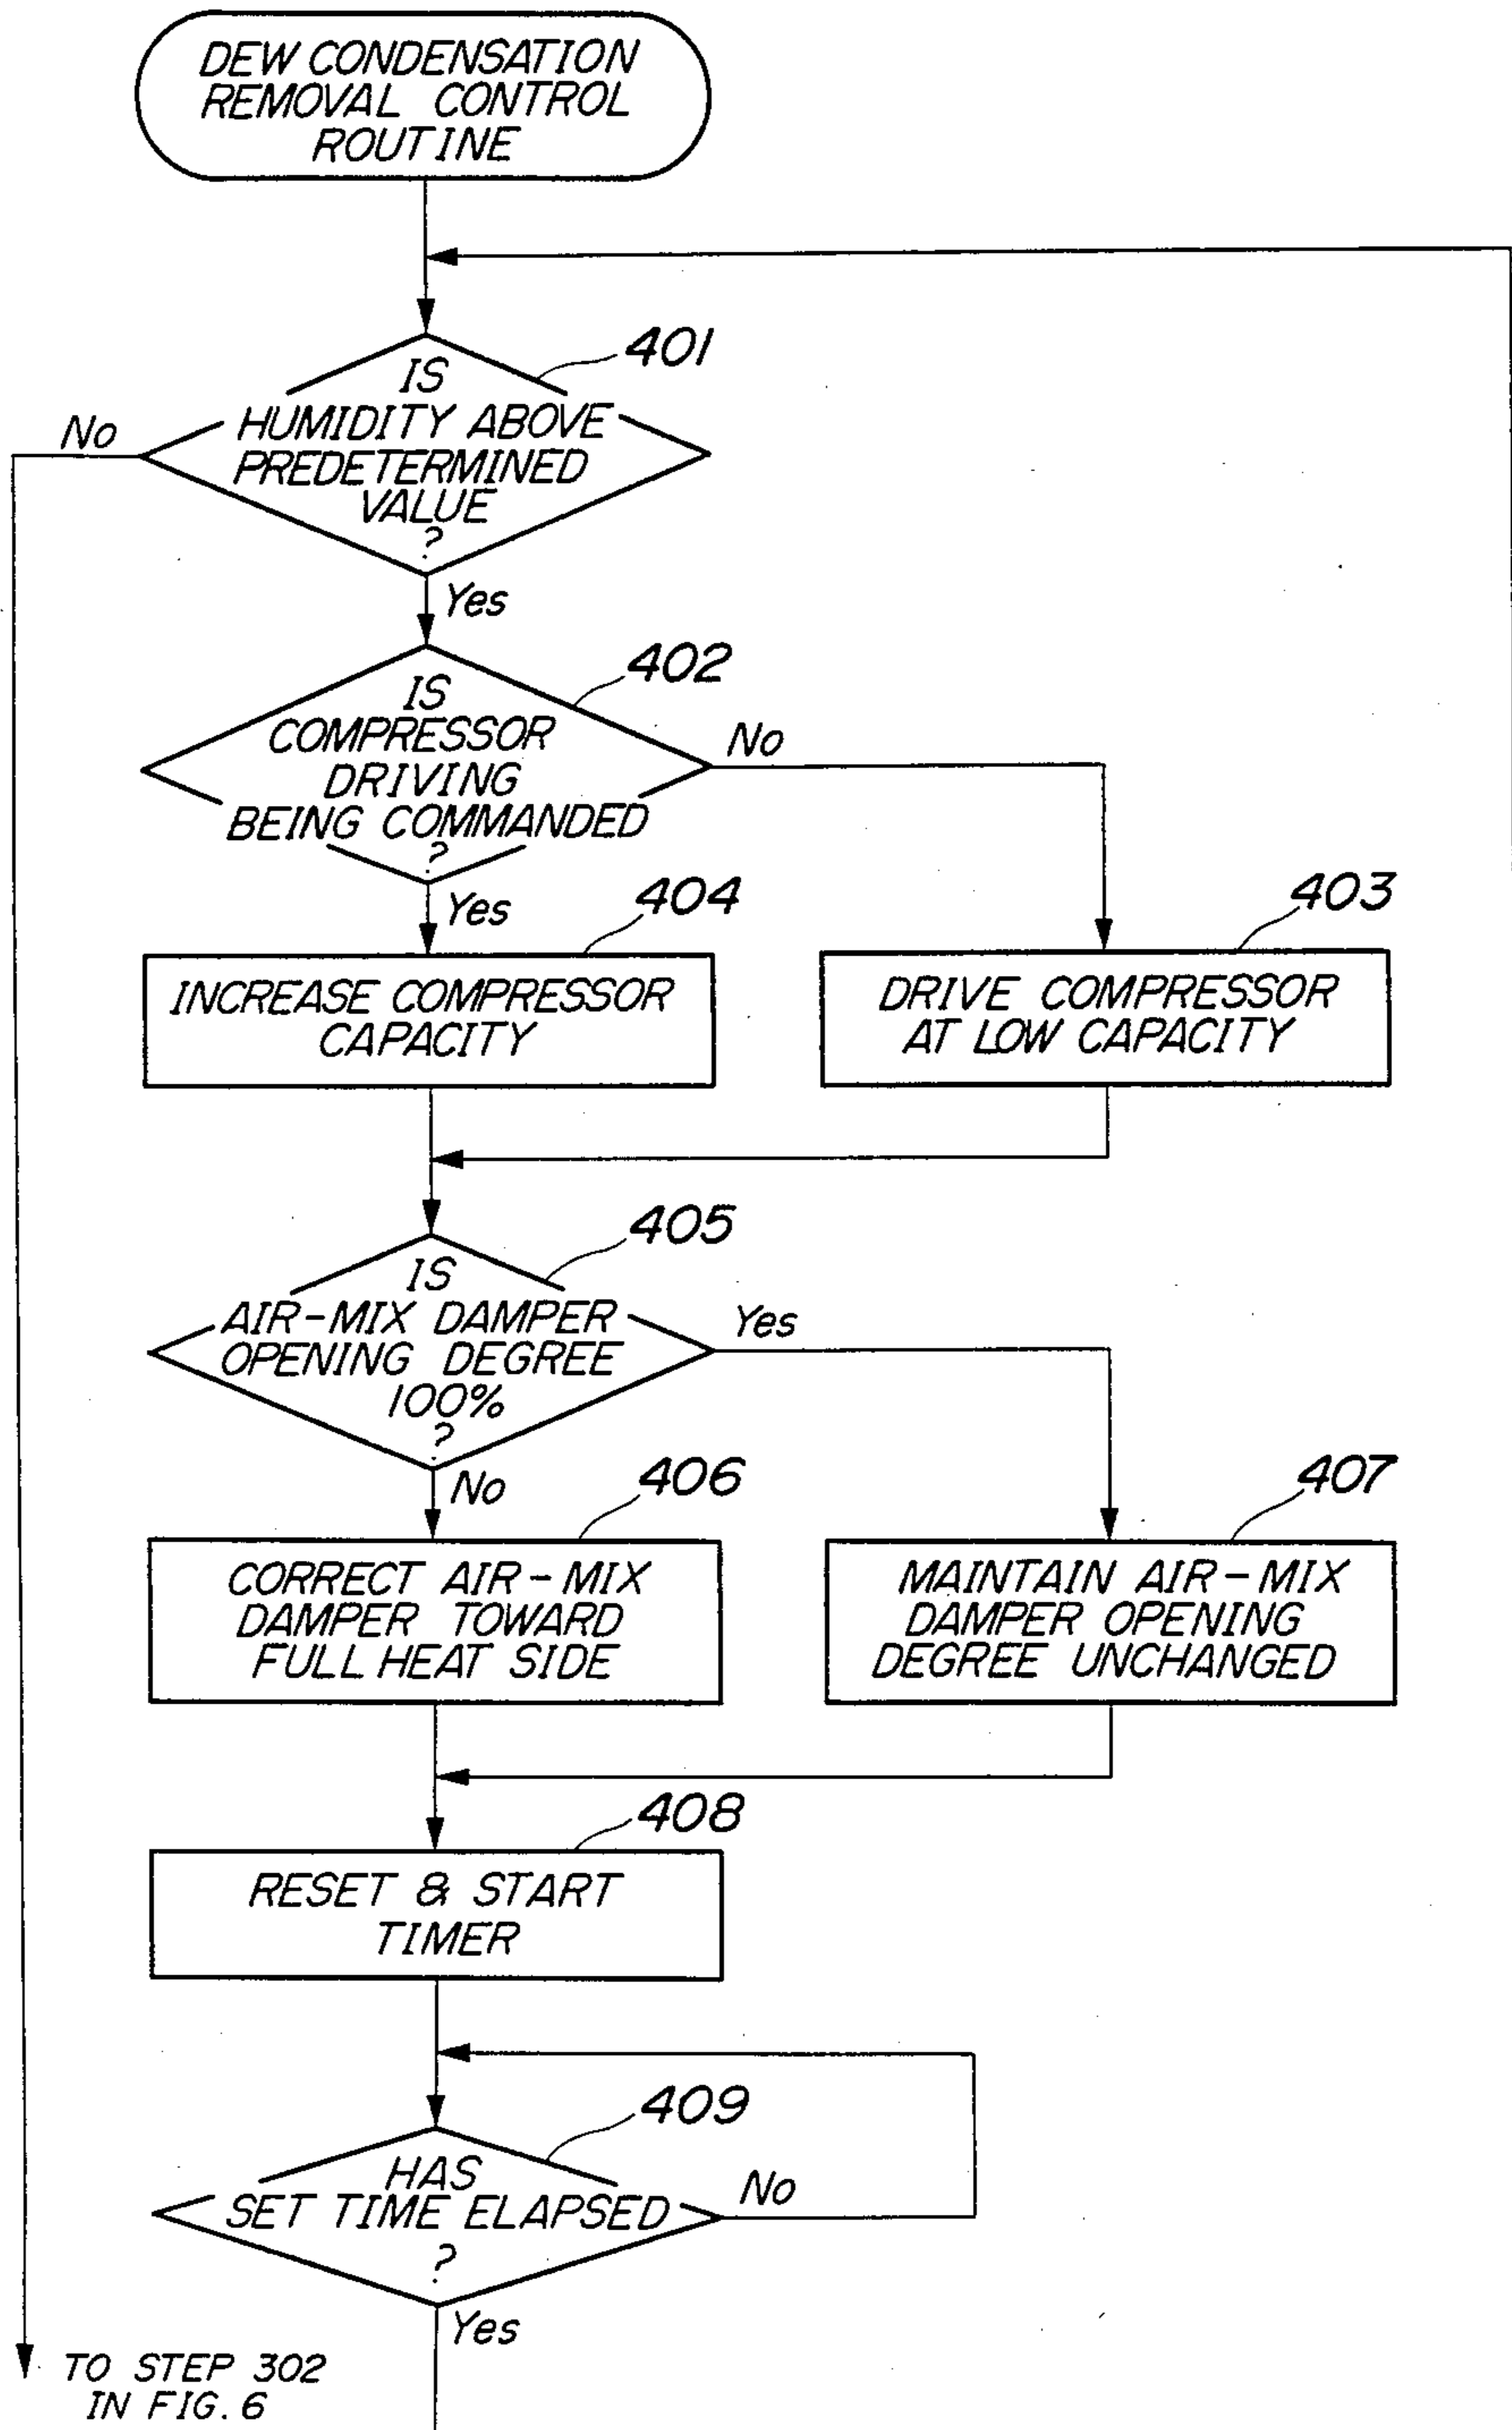 DEW CONDENSATION
REMOVAL CONTROL
ROUTINE
401
IS
HUMIDITY ABOVE
PREDETERMINED
VALUE
?
No
Yes
402
IS
COMPRESSOR
DRIVING
BEING COMMANDED
?
No
Yes
404
INCREASE COMPRESSOR
CAPACITY
403
DRIVE COMPRESSOR
AT LOW CAPACITY
405
IS
AIR-MIX DAMPER
OPENING DEGREE
100%
?
Yes
No
406
CORRECT AIR-MIX
DAMPER TOWARD
FULL HEAT SIDE
407
MAINTAIN AIR-MIX
DAMPER OPENING
DEGREE UNCHANGED
408
RESET & START
TIMER
409
HAS
SET TIME ELAPSED
?
No
Yes
TO STEP 302
IN FIG. 6